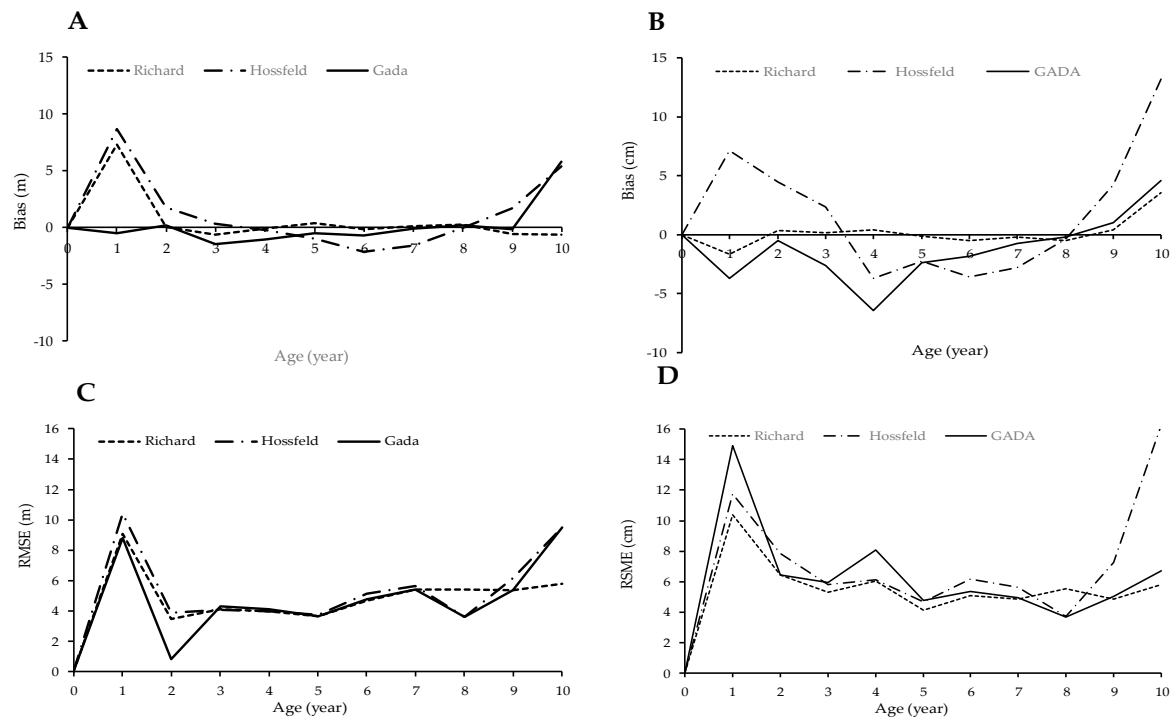 A
Richard Hossfeld Gada
15
10
5
0
-5
-10
Bias (m)
0 1 2 3 4 5 6 7 8 9 10
Age (year)
B
Richard Hossfeld GADA
15
10
5
0
-5
-10
Bias (cm)
0 1 2 3 4 5 6 7 8 9 10
Age (year)
C
Richard Hossfeld Gada
16
14
12
10
8
6
4
2
0
RMSE (m)
0 1 2 3 4 5 6 7 8 9 10
Age (year)
D
Richard Hossfeld GADA
16
14
12
10
8
6
4
2
0
RSME (cm)
0 1 2 3 4 5 6 7 8 9 10
Age (year)